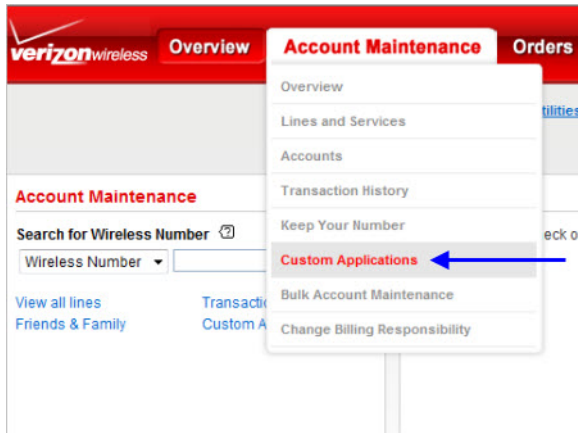 verizonwireless Overview Account Maintenance Orders
Overview
Lines and Services
Accounts
Transaction History
Keep Your Number
Custom Applications
Bulk Account Maintenance
Change Billing Responsibility
Account Maintenance
Search for Wireless Number
Wireless Number
View all lines
Friends & Family
Custom A